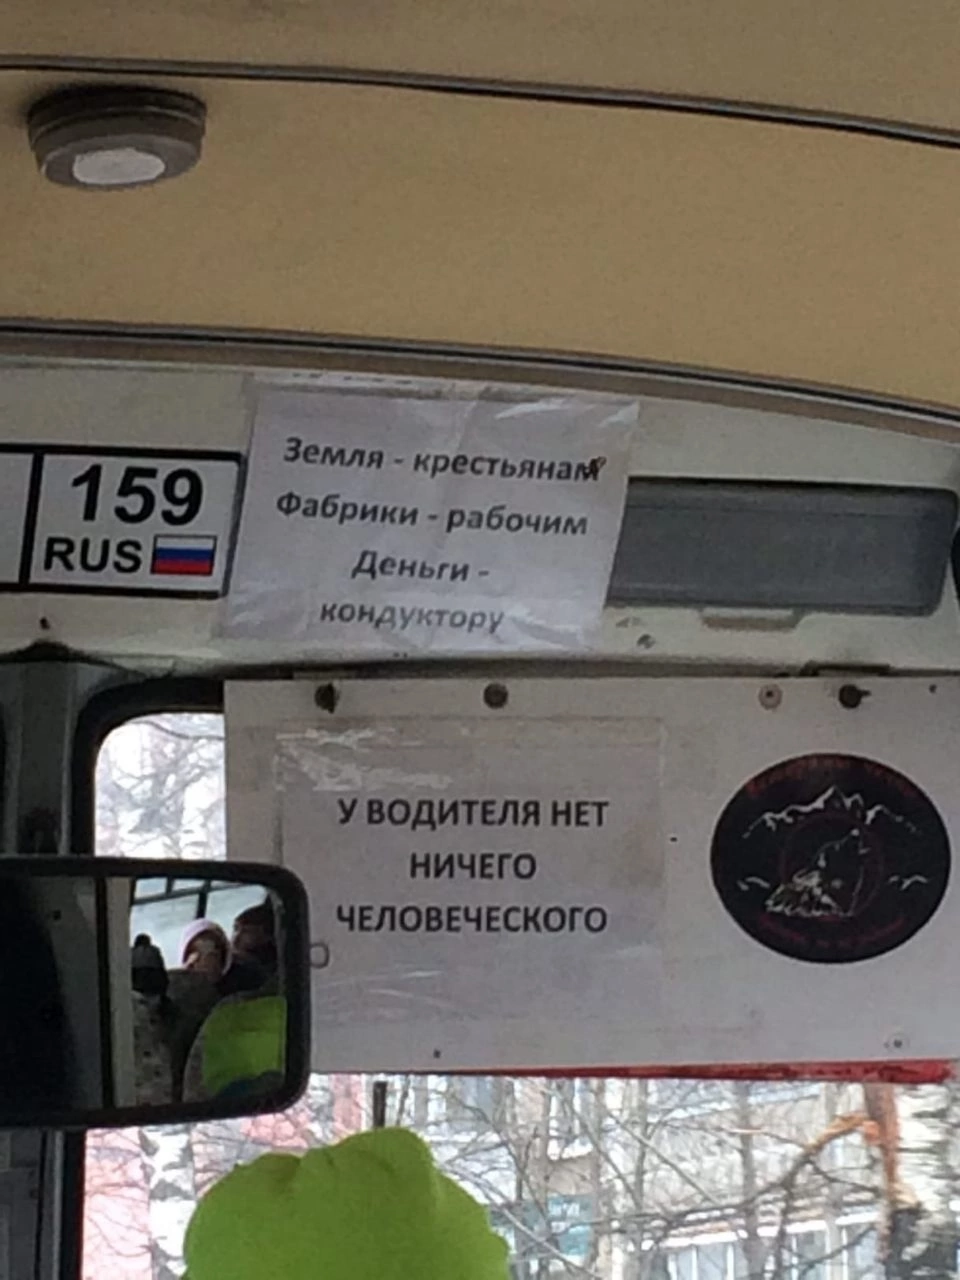 159
RUS
Земля - крестьянам
Фабрики - рабочим
Деньги -
кондуктору
У ВОДИТЕЛЯ НЕТ
НИЧЕГО
ЧЕЛОВЕЧЕСКОГО